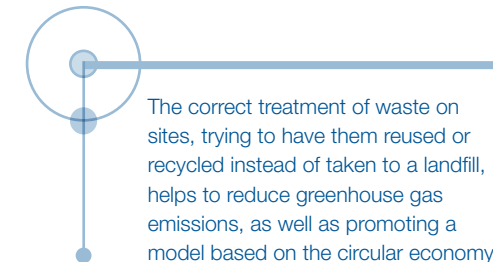 The correct treatment of waste on
sites, trying to have them reused or
recycled instead of taken to a landfill,
helps to reduce greenhouse gas
emissions, as well as promoting a
model based on the circular economy